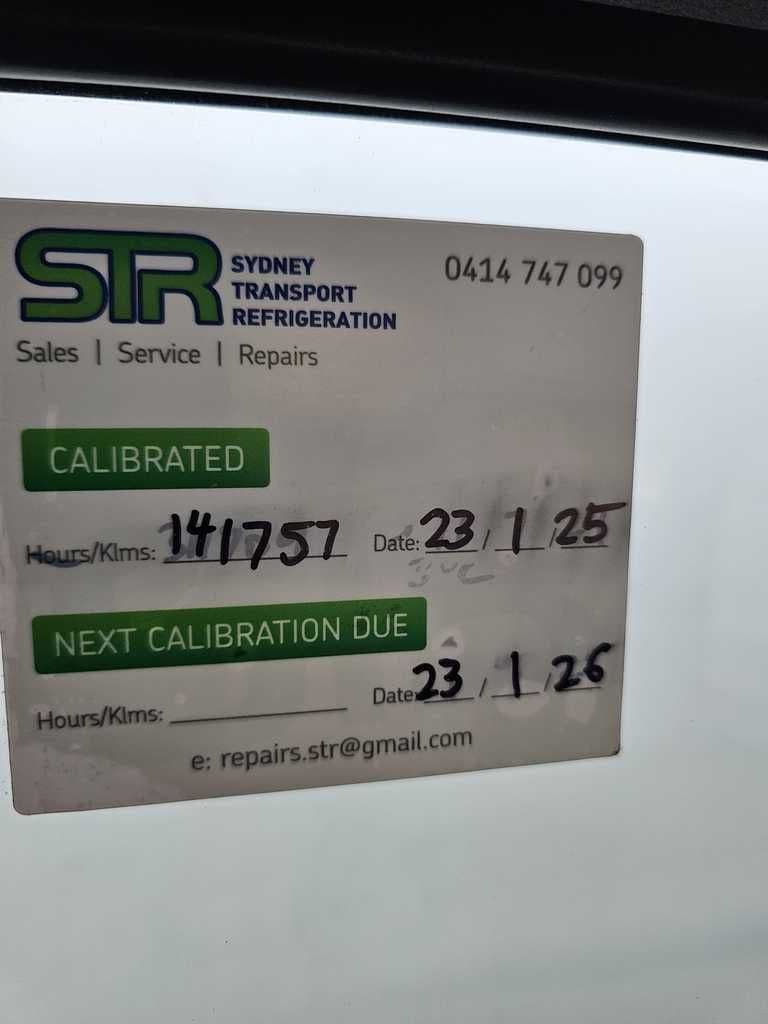 STR SYDNEY TRANSPORT REFRIGERATION
0414 747 099
Sales | Service | Repairs
CALIBRATED
Hours/Klms: 141757 Date: 23 / 1 / 25
NEXT CALIBRATION DUE
Hours/Klms: Date: 23 / 1 / 26
e: repairs.str@gmail.com